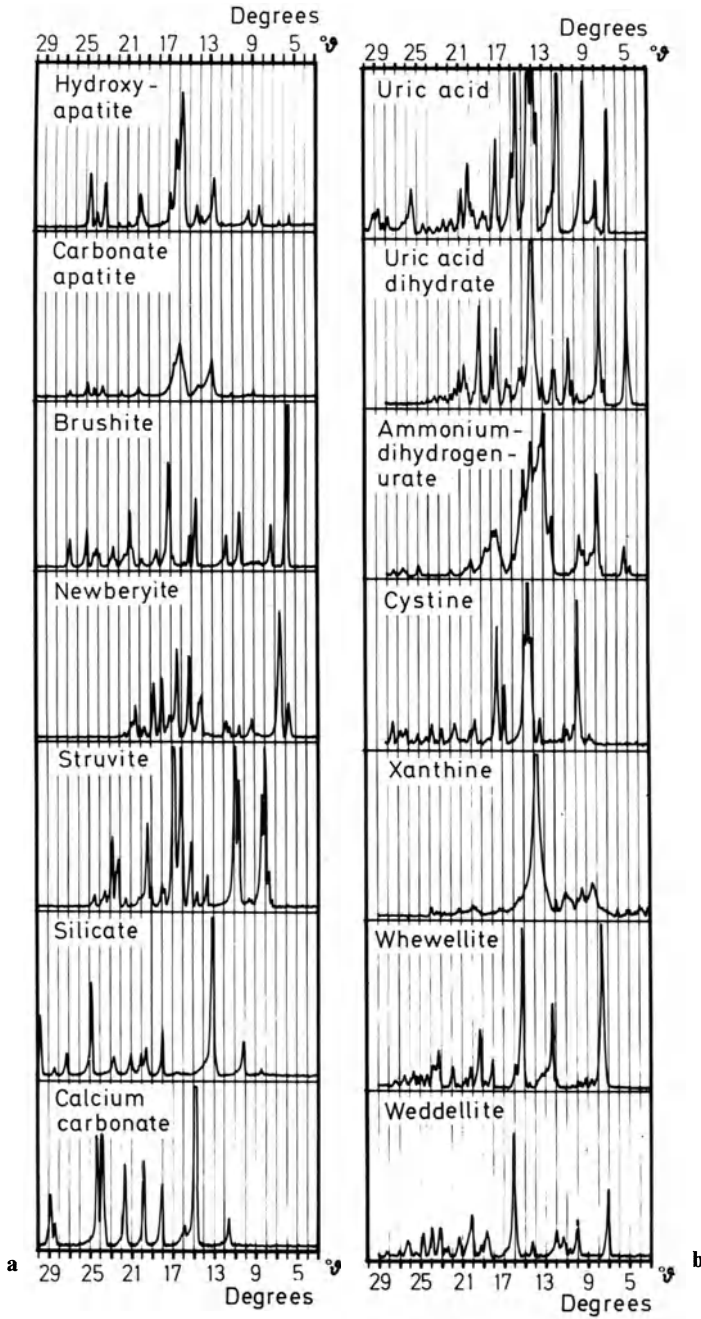 Degrees
29 25 21 17 13 9 5 °ϑ
Hydroxy-
apatite
Carbonate
apatite
Brushite
Newberyite
Struvite
Silicate
Calcium
carbonate
29 25 21 17 13 9 5 °ϑ
Degrees
a
Degrees
29 25 21 17 13 9 5 °ϑ
Uric acid
Uric acid
dihydrate
Ammonium-
dihydrogen-
urate
Cystine
Xanthine
Whewellite
Weddellite
29 25 21 17 13 9 5 °ϑ
Degrees
b